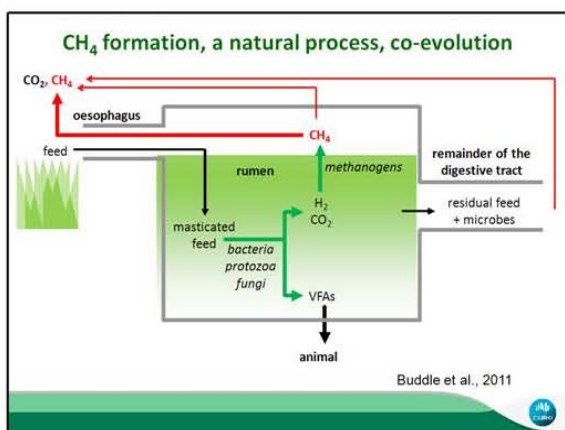 CH₄ formation, a natural process, co-evolution
CO₂, CH₄
oesophagus
feed
CH₄
rumen
methanogens
remainder of the
digestive tract
H₂
CO₂
residual feed
+ microbes
masticated
feed
bacteria
protozoa
fungi
VFAs
animal
Buddle et al., 2011